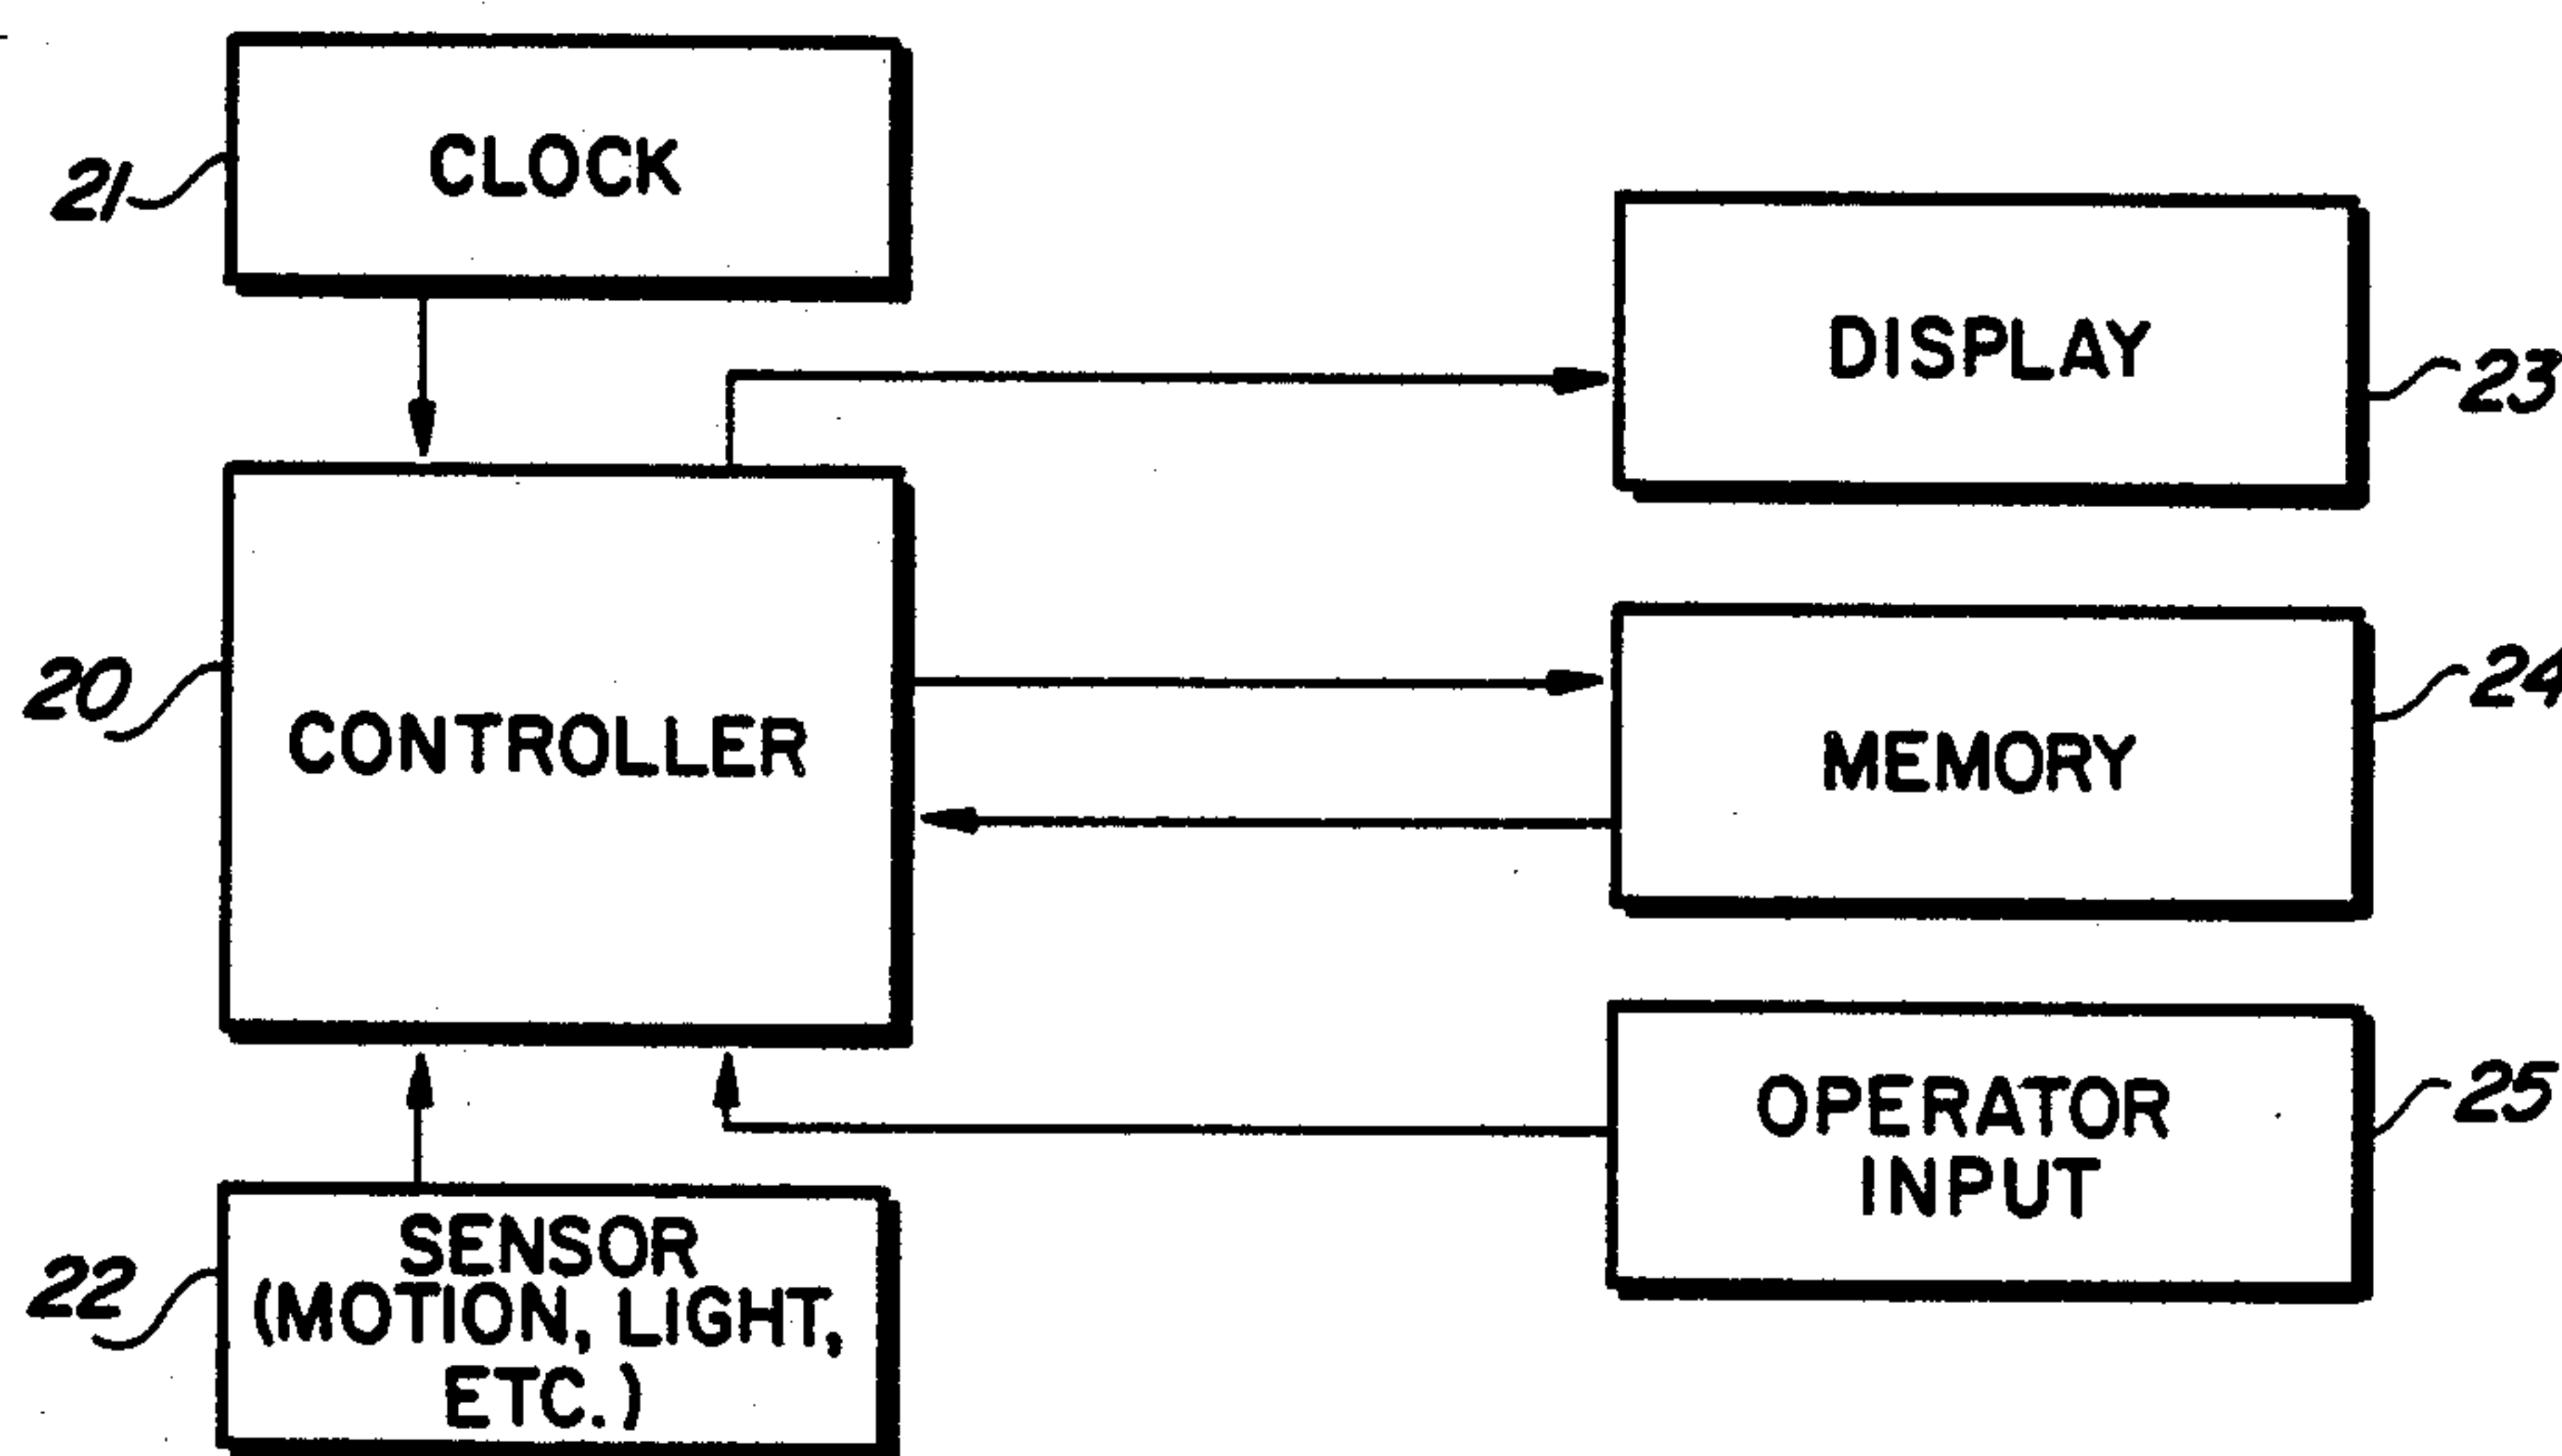 CLOCK
21
DISPLAY
23
20
CONTROLLER
MEMORY
24
OPERATOR
INPUT
25
SENSOR
(MOTION, LIGHT,
ETC.)
22